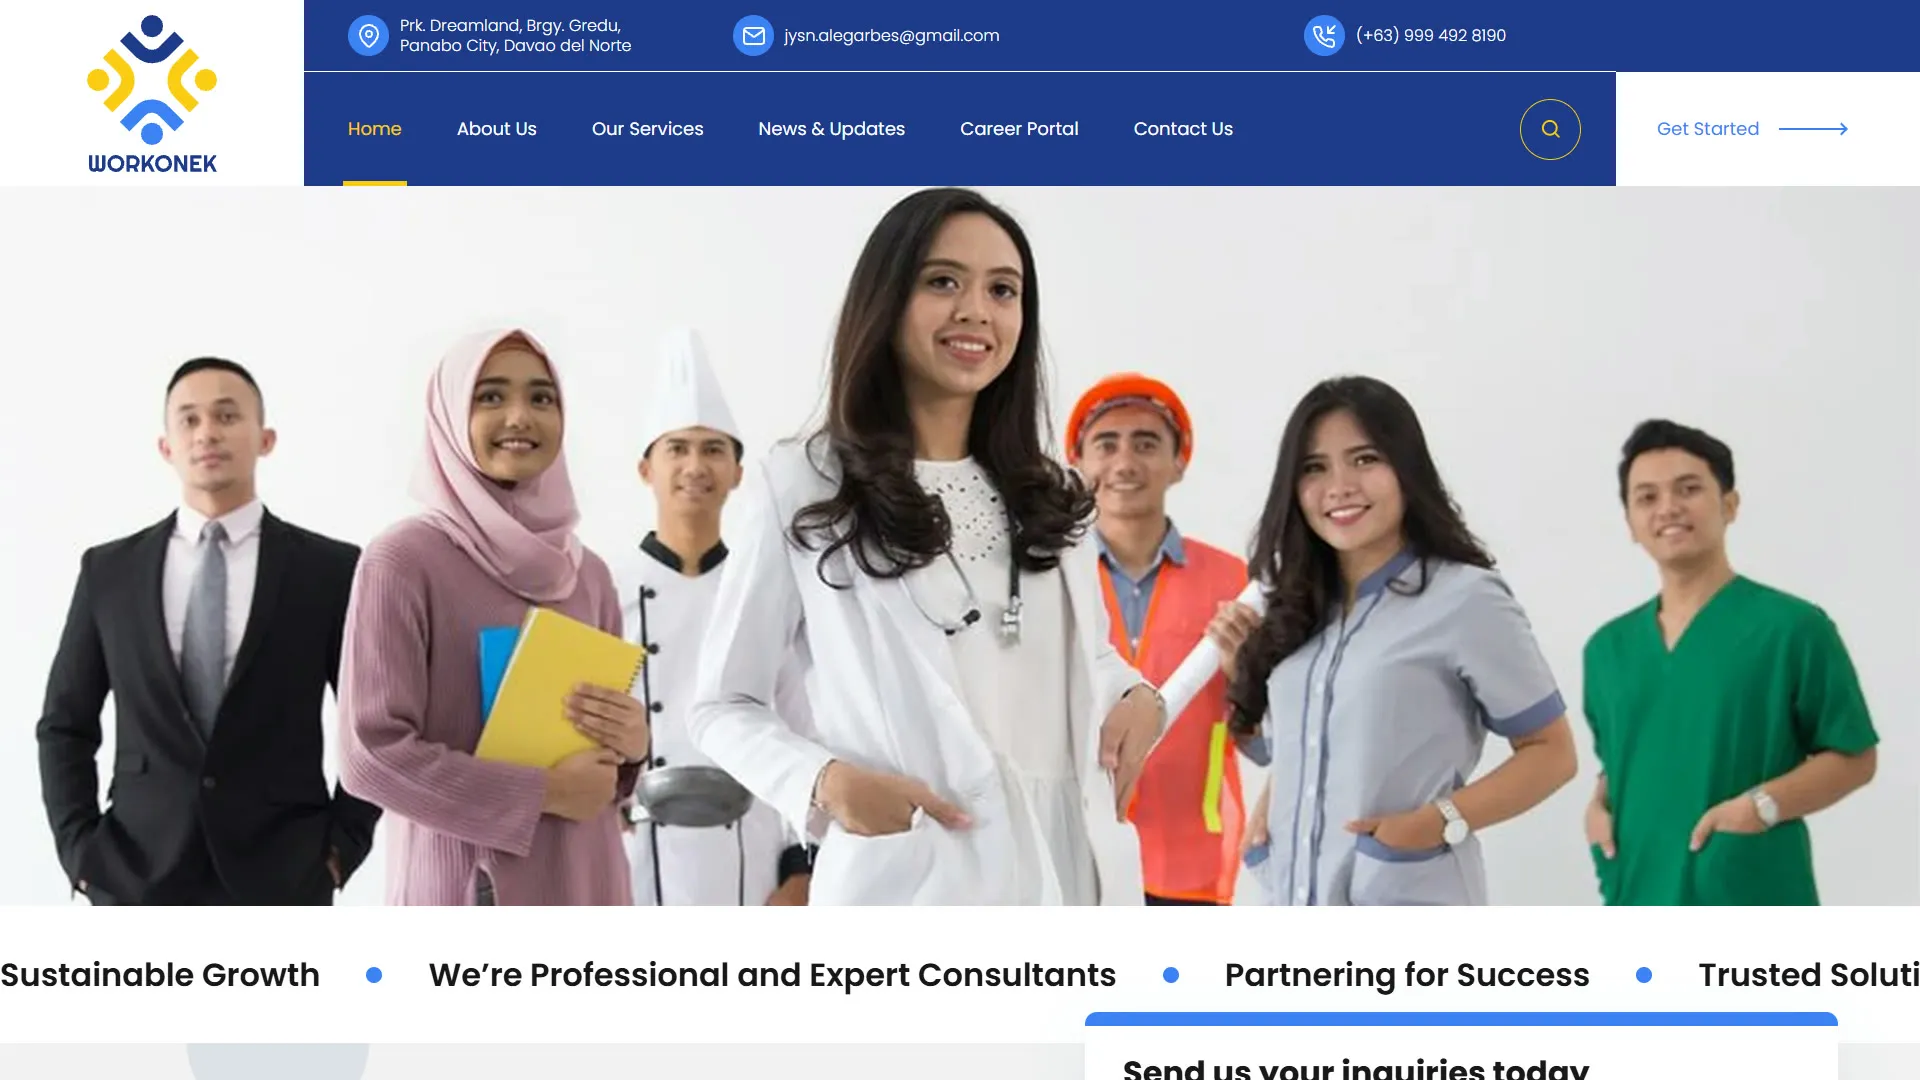 WORKONEK
Prk. Dreamland, Brgy. Gredu,
Panabo City, Davao del Norte
jysn.alegarbes@gmail.com
(+63) 999 492 8190
Home
About Us
Our Services
News & Updates
Career Portal
Contact Us
Get Started
Sustainable Growth
We’re Professional and Expert Consultants
Partnering for Success
Trusted Soluti
Send us your inquiries today